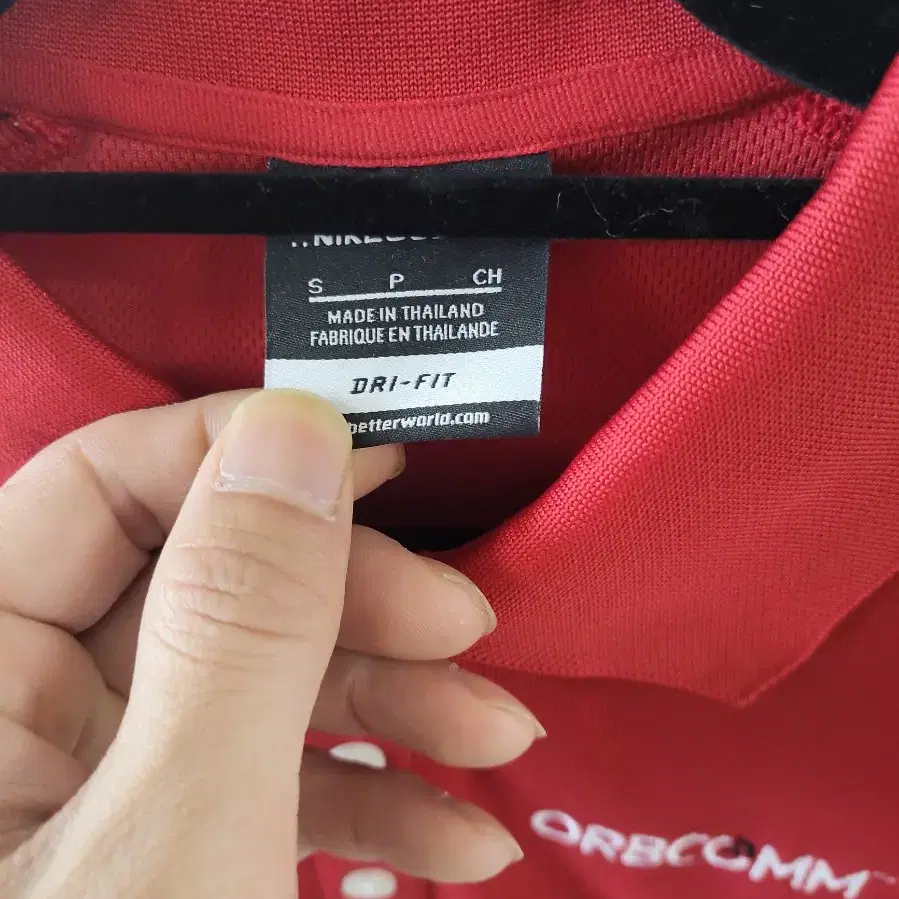 S P CH
MADE IN THAILAND
FABRIQUE EN THAILANDE
DRI-FIT
ORBCOMM